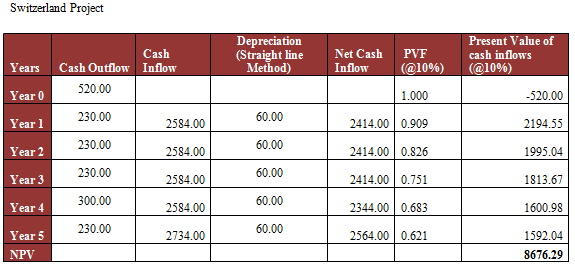 Switzerland Project
Years Cash Outflow Cash Inflow Depreciation (Straight line Method) Net Cash Inflow PVF (@10%) Present Value of cash inflows (@10%)
Year 0 520.00 1.000 -520.00
Year 1 230.00 2584.00 60.00 2414.00 0.909 2194.55
Year 2 230.00 2584.00 60.00 2414.00 0.826 1995.04
Year 3 230.00 2584.00 60.00 2414.00 0.751 1813.67
Year 4 300.00 2584.00 60.00 2344.00 0.683 1600.98
Year 5 230.00 2734.00 60.00 2564.00 0.621 1592.04
NPV 8676.29